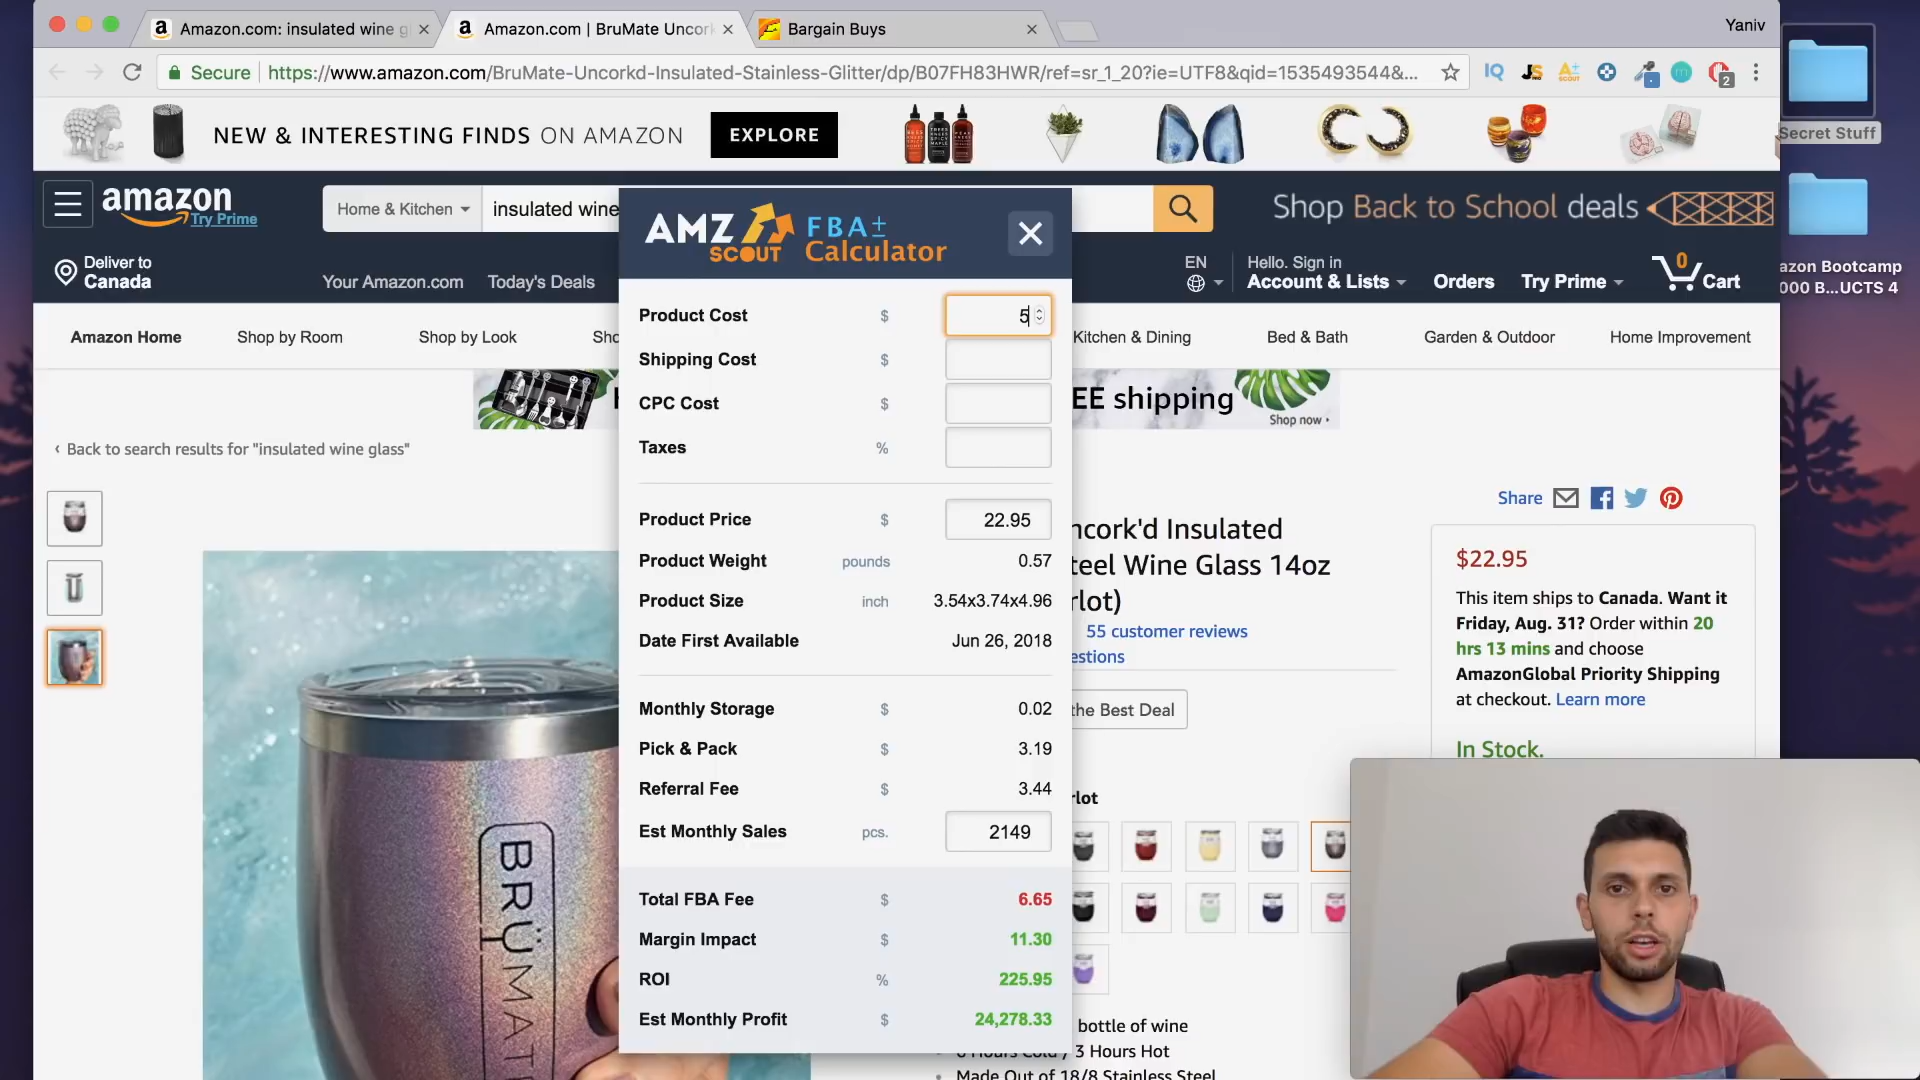 Amazon.com: insulated wine g
Amazon.com | BruMate Uncor
Bargain Buys
Yaniv
Secure
https://www.amazon.com/BruMate-Uncorkd-Insulated-Stainless-Glitter/dp/B07FH83HWR/ref=sr_1_20?ie=UTF8&qid=1535493544&...
IQ
JS
2
NEW & INTERESTING FINDS ON AMAZON
EXPLORE
Secret Stuff
amazon
Try Prime
Home & Kitchen
insulated wine
Shop Back to School deals
Deliver to
Canada
Your Amazon.com
Today's Deals
EN
Hello. Sign in
Account & Lists
Orders
Try Prime
0
Cart
azon Bootcamp
000 B...UCTS 4
Amazon Home
Shop by Room
Shop by Look
Sho
Kitchen & Dining
Bed & Bath
Garden & Outdoor
Home Improvement
EE shipping
Shop now
Back to search results for "insulated wine glass"
AMZ
SCOUT
FBA±
Calculator
Product Cost $ 5
Shipping Cost $
CPC Cost $
Taxes %
Product Price $ 22.95
Product Weight pounds 0.57
Product Size inch 3.54x3.74x4.96
Date First Available Jun 26, 2018
Monthly Storage $ 0.02
Pick & Pack $ 3.19
Referral Fee $ 3.44
Est Monthly Sales pcs. 2149
Total FBA Fee $ 6.65
Margin Impact $ 11.30
ROI % 225.95
Est Monthly Profit $ 24,278.33
Share
ncork'd Insulated
teel Wine Glass 14oz
rlot)
55 customer reviews
estions
the Best Deal
$22.95
This item ships to Canada. Want it
Friday, Aug. 31? Order within 20
hrs 13 mins and choose
AmazonGlobal Priority Shipping
at checkout. Learn more
In Stock.
rlot
bottle of wine
6 Hours Cold / 3 Hours Hot
Made Out of 18/8 Stainless Steel
BRÜMATE